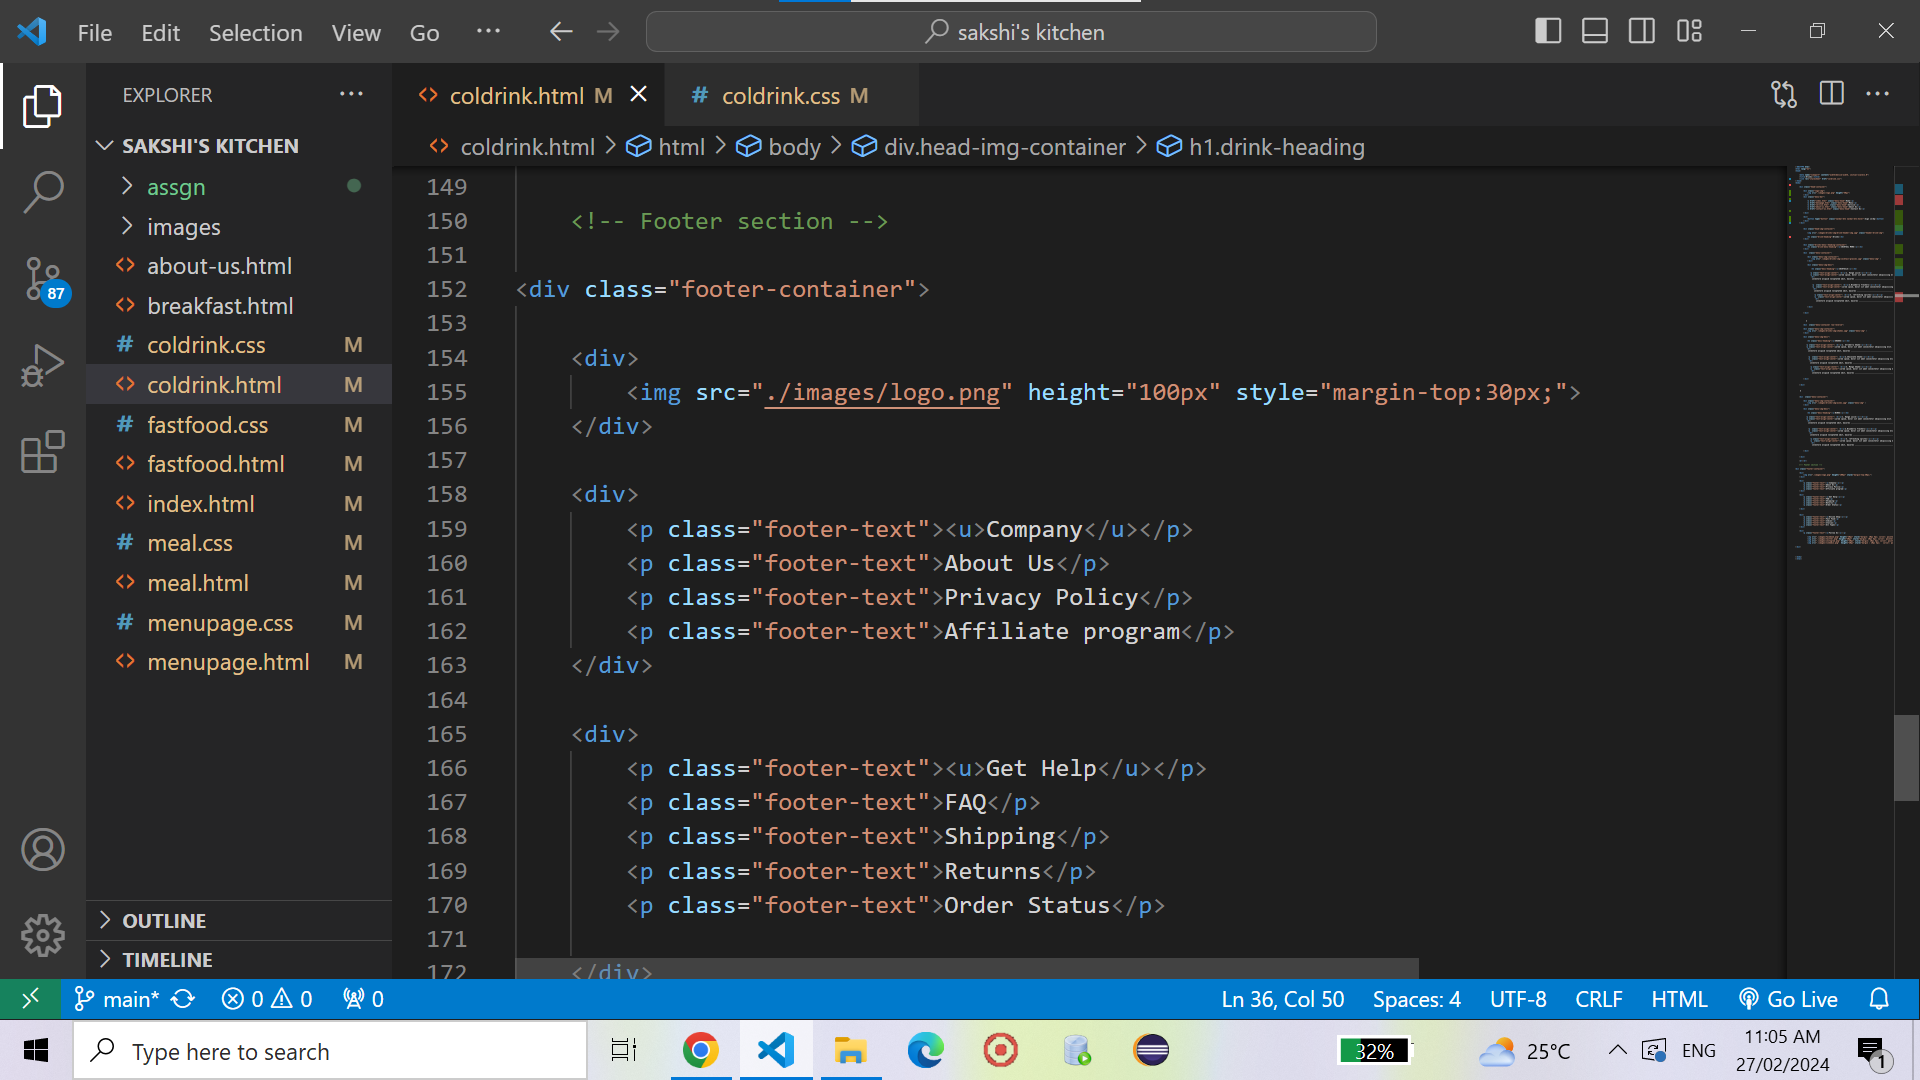 File Edit Selection View Go ··· sakshi's kitchen
EXPLORER ···
coldrink.html M
# coldrink.css M
coldrink.html > html > body > div.head-img-container > h1.drink-heading
SAKSHI'S KITCHEN
assgn
images
about-us.html
breakfast.html
# coldrink.css M
coldrink.html M
# fastfood.css M
fastfood.html M
index.html M
# meal.css M
meal.html M
# menupage.css M
menupage.html M
OUTLINE
TIMELINE
87
149
150 <!-- Footer section -->
151
152 <div class="footer-container">
153
154 <div>
155 <img src="./images/logo.png" height="100px" style="margin-top:30px;">
156 </div>
157
158 <div>
159 <p class="footer-text"><u>Company</u></p>
160 <p class="footer-text">About Us</p>
161 <p class="footer-text">Privacy Policy</p>
162 <p class="footer-text">Affiliate program</p>
163 </div>
164
165 <div>
166 <p class="footer-text"><u>Get Help</u></p>
167 <p class="footer-text">FAQ</p>
168 <p class="footer-text">Shipping</p>
169 <p class="footer-text">Returns</p>
170 <p class="footer-text">Order Status</p>
171
172 </div>
main* 0 0 0 Ln 36, Col 50 Spaces: 4 UTF-8 CRLF HTML Go Live
Type here to search 32% 25°C ENG 11:05 AM
27/02/2024
1